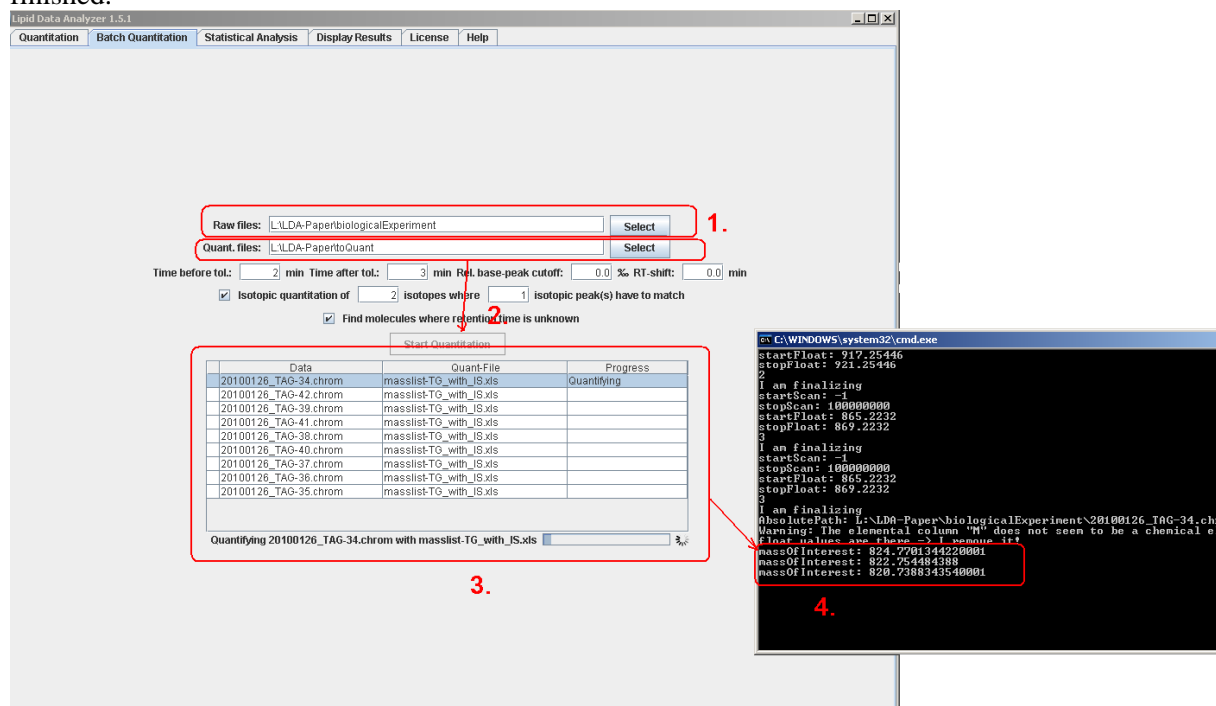 finished.
Lipid Data Analyzer 1.5.1
Quantitation Batch Quantitation Statistical Analysis Display Results License Help
Raw files: L:\LDA-Paper\biologicalExperiment Select 1.
Quant. files: L:\LDA-Paper\toQuant Select
Time before tol.: 2 min Time after tol.: 3 min Rel. base-peak cutoff: 0.0 ‰ RT-shift: 0.0 min
Isotopic quantitation of 2 isotopes where 1 isotopic peak(s) have to match
2.
Find molecules where retention time is unknown
Start Quantitation
Data Quant-File Progress
20100126_TAG-34.chrom masslist-TG_with_IS.xls Quantifying
20100126_TAG-42.chrom masslist-TG_with_IS.xls
20100126_TAG-39.chrom masslist-TG_with_IS.xls
20100126_TAG-41.chrom masslist-TG_with_IS.xls
20100126_TAG-38.chrom masslist-TG_with_IS.xls
20100126_TAG-40.chrom masslist-TG_with_IS.xls
20100126_TAG-37.chrom masslist-TG_with_IS.xls
20100126_TAG-36.chrom masslist-TG_with_IS.xls
20100126_TAG-35.chrom masslist-TG_with_IS.xls
Quantifying 20100126_TAG-34.chrom with masslist-TG_with_IS.xls
3.
C:\WINDOWS\system32\cmd.exe
startFloat: 917.25446
stopFloat: 921.25446
2
I am finalizing
startScan: -1
stopScan: 100000000
startFloat: 865.2232
stopFloat: 869.2232
3
I am finalizing
startScan: -1
stopScan: 100000000
startFloat: 865.2232
stopFloat: 869.2232
3
I am finalizing
AbsolutePath: L:\LDA-Paper\biologicalExperiment\20100126_TAG-34.ch
Warning: The elemental column "M" does not seem to be a chemical e
float values are there -> I remove it!
massOfInterest: 824.7701344220001
massOfInterest: 822.754484388
massOfInterest: 820.7388343540001
4.